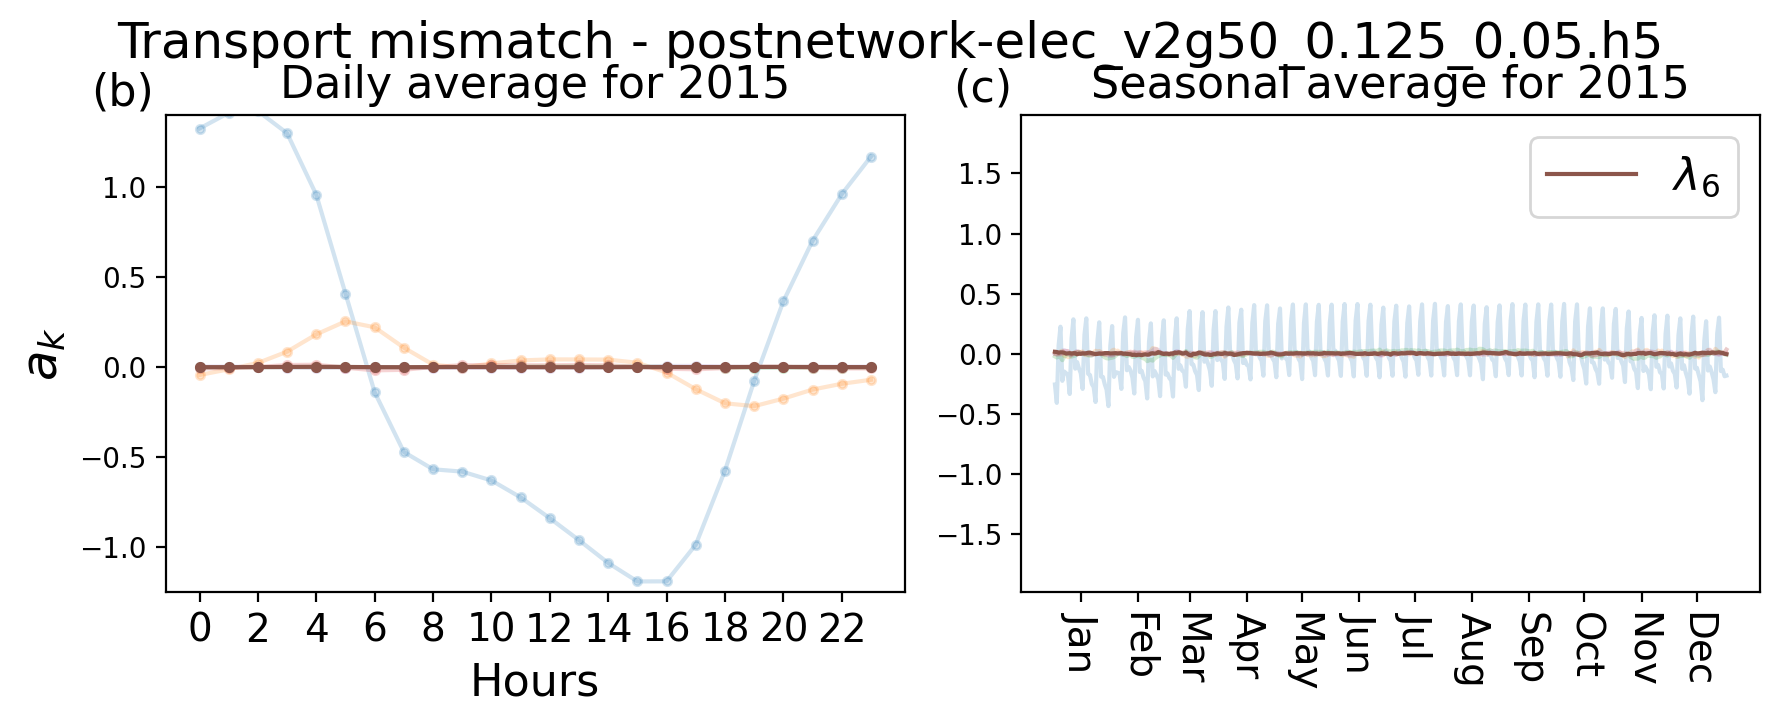 Transport mismatch - postnetwork-elec_v2g50_0.125_0.05.h5
(b)
Daily average for 2015
1.0
0.5
0.0
−0.5
−1.0
a_k
0 2 4 6 8 10 12 14 16 18 20 22
Hours
(c)
Seasonal average for 2015
λ_6
1.5
1.0
0.5
0.0
−0.5
−1.0
−1.5
Jan Feb Mar Apr May Jun Jul Aug Sep Oct Nov Dec